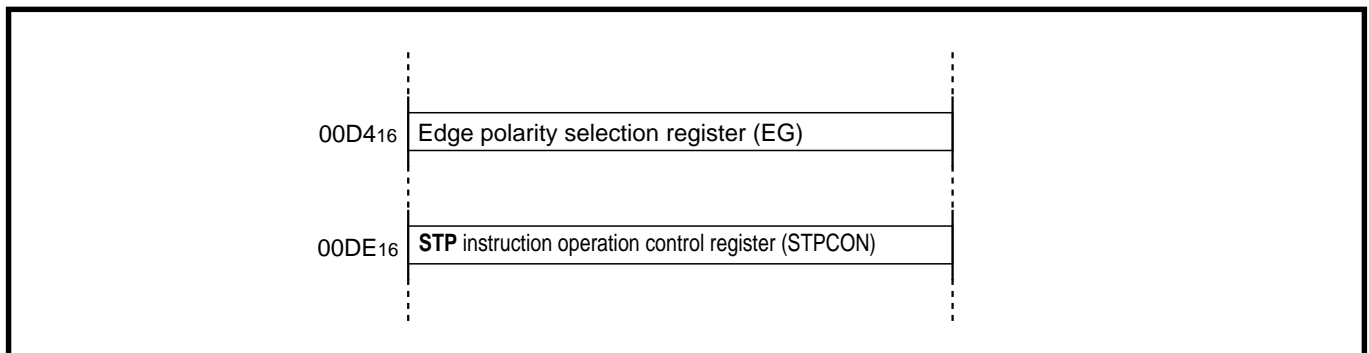 00D416 Edge polarity selection register (EG)
00DE16 STP instruction operation control register (STPCON)